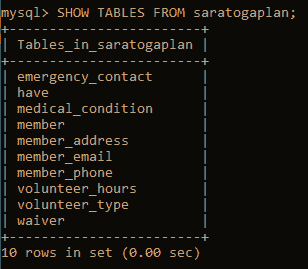 mysql> SHOW TABLES FROM saratogaplan;
+------------------------+
| Tables_in_saratogaplan |
+------------------------+
| emergency_contact      |
| have                   |
| medical_condition      |
| member                 |
| member_address         |
| member_email           |
| member_phone           |
| volunteer_hours        |
| volunteer_type         |
| waiver                 |
+------------------------+
10 rows in set (0.00 sec)